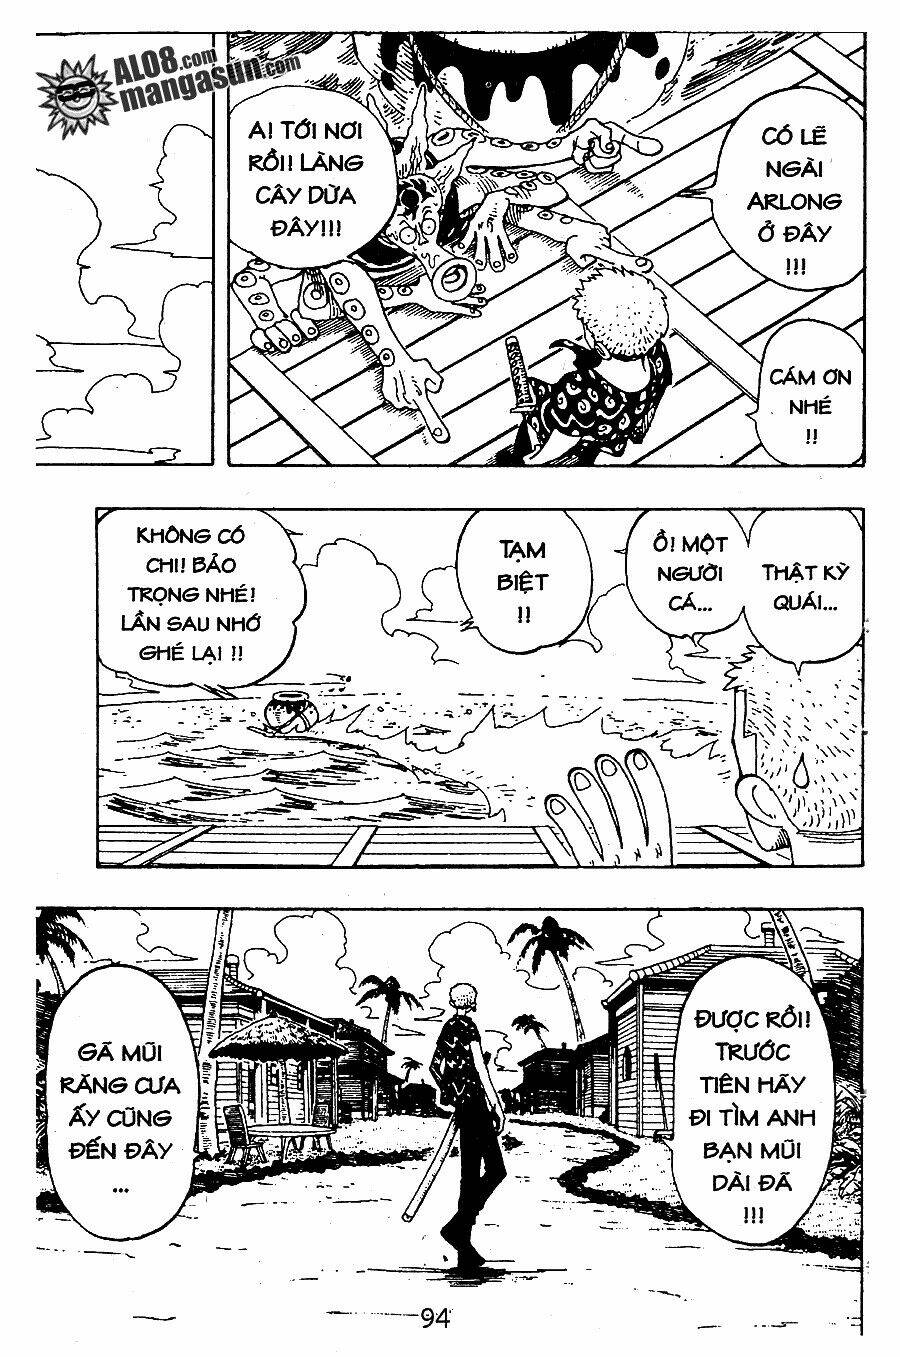 AL08.com
mangasun.com
CÓ LẼ
NGÀI
ARLONG
Ở ĐÂY
!!!
A! TỚI NƠI
RỒI! LÀNG
CÂY DỪA
ĐÂY!!!
CÁM ƠN
NHÉ
!!
THẬT KỲ
QUÁI...
Ồ! MỘT
NGƯỜI
CÁ...
TẠM
BIỆT
!!
KHÔNG CÓ
CHI! BẢO
TRỌNG NHÉ!
LẦN SAU NHỚ
GHÉ LẠI !!
ĐƯỢC RỒI!
TRƯỚC
TIÊN HÃY
ĐI TÌM ANH
BẠN MŨI
DÀI ĐÃ
!!!
GÃ MŨI
RĂNG CƯA
ẤY CŨNG
ĐẾN ĐÂY
...
94